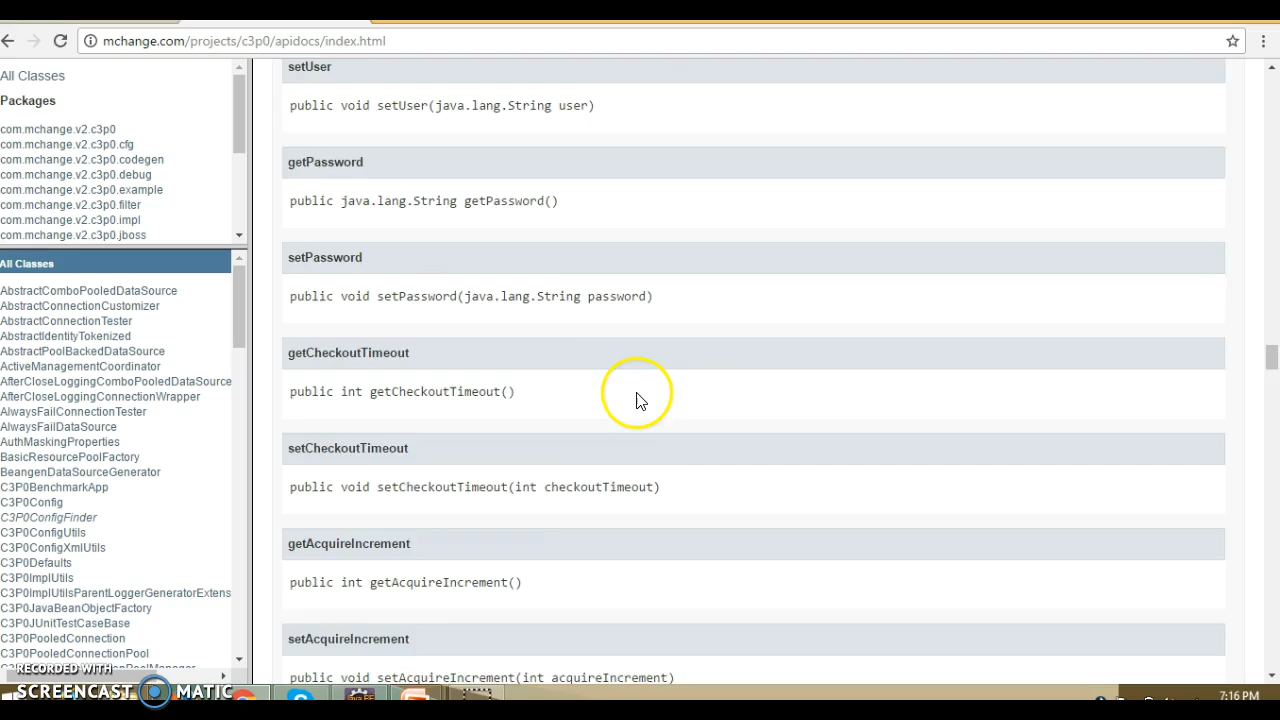 mchange.com/projects/c3p0/apidocs/index.html
All Classes
Packages
com.mchange.v2.c3p0
com.mchange.v2.c3p0.cfg
com.mchange.v2.c3p0.codegen
com.mchange.v2.c3p0.debug
com.mchange.v2.c3p0.example
com.mchange.v2.c3p0.filter
com.mchange.v2.c3p0.impl
com.mchange.v2.c3p0.jboss
All Classes
AbstractComboPooledDataSource
AbstractConnectionCustomizer
AbstractConnectionTester
AbstractIdentityTokenized
AbstractPoolBackedDataSource
ActiveManagementCoordinator
AfterCloseLoggingComboPooledDataSource
AfterCloseLoggingConnectionWrapper
AlwaysFailConnectionTester
AlwaysFailDataSource
AuthMaskingProperties
BasicResourcePoolFactory
BeangenDataSourceGenerator
C3P0BenchmarkApp
C3P0Config
C3P0ConfigFinder
C3P0ConfigUtils
C3P0ConfigXmlUtils
C3P0Defaults
C3P0ImplUtils
C3P0ImplUtilsParentLoggerGeneratorExtens
C3P0JavaBeanObjectFactory
C3P0JUnitTestCaseBase
C3P0PooledConnection
C3P0PooledConnectionPool
setUser
public void setUser(java.lang.String user)
getPassword
public java.lang.String getPassword()
setPassword
public void setPassword(java.lang.String password)
getCheckoutTimeout
public int getCheckoutTimeout()
setCheckoutTimeout
public void setCheckoutTimeout(int checkoutTimeout)
getAcquireIncrement
public int getAcquireIncrement()
setAcquireIncrement
public void setAcquireIncrement(int acquireIncrement)
RECORDED WITH
SCREENCAST MATIC
7:16 PM